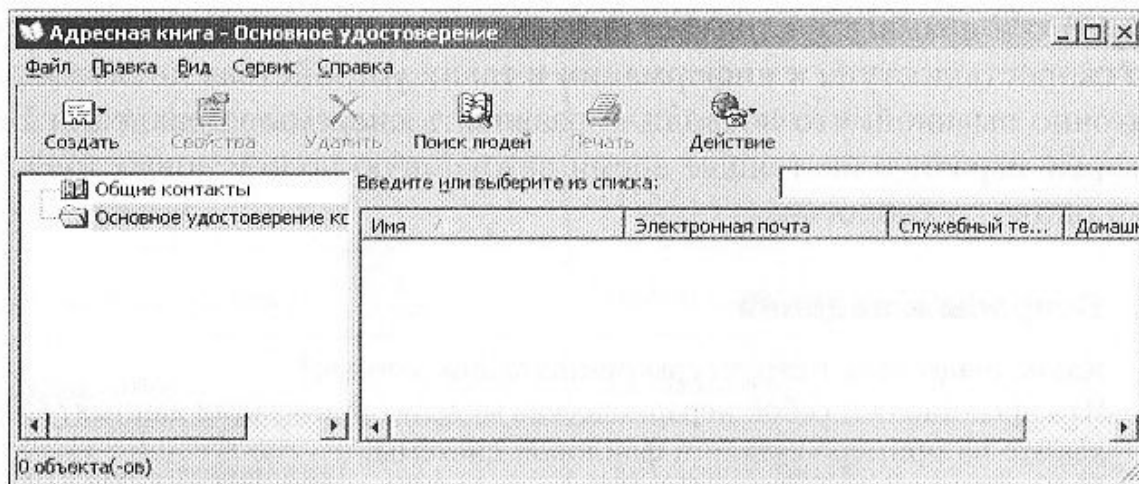 Адресная книга - Основное удостоверение
Файл Правка Вид Сервис Справка
Создать Свойства Удалить Поиск людей Печать Действие
Общие контакты
Основное удостоверение кс
Введите или выберите из списка:
Имя Электронная почта Служебный те... Домашн
0 объекта(-ов)